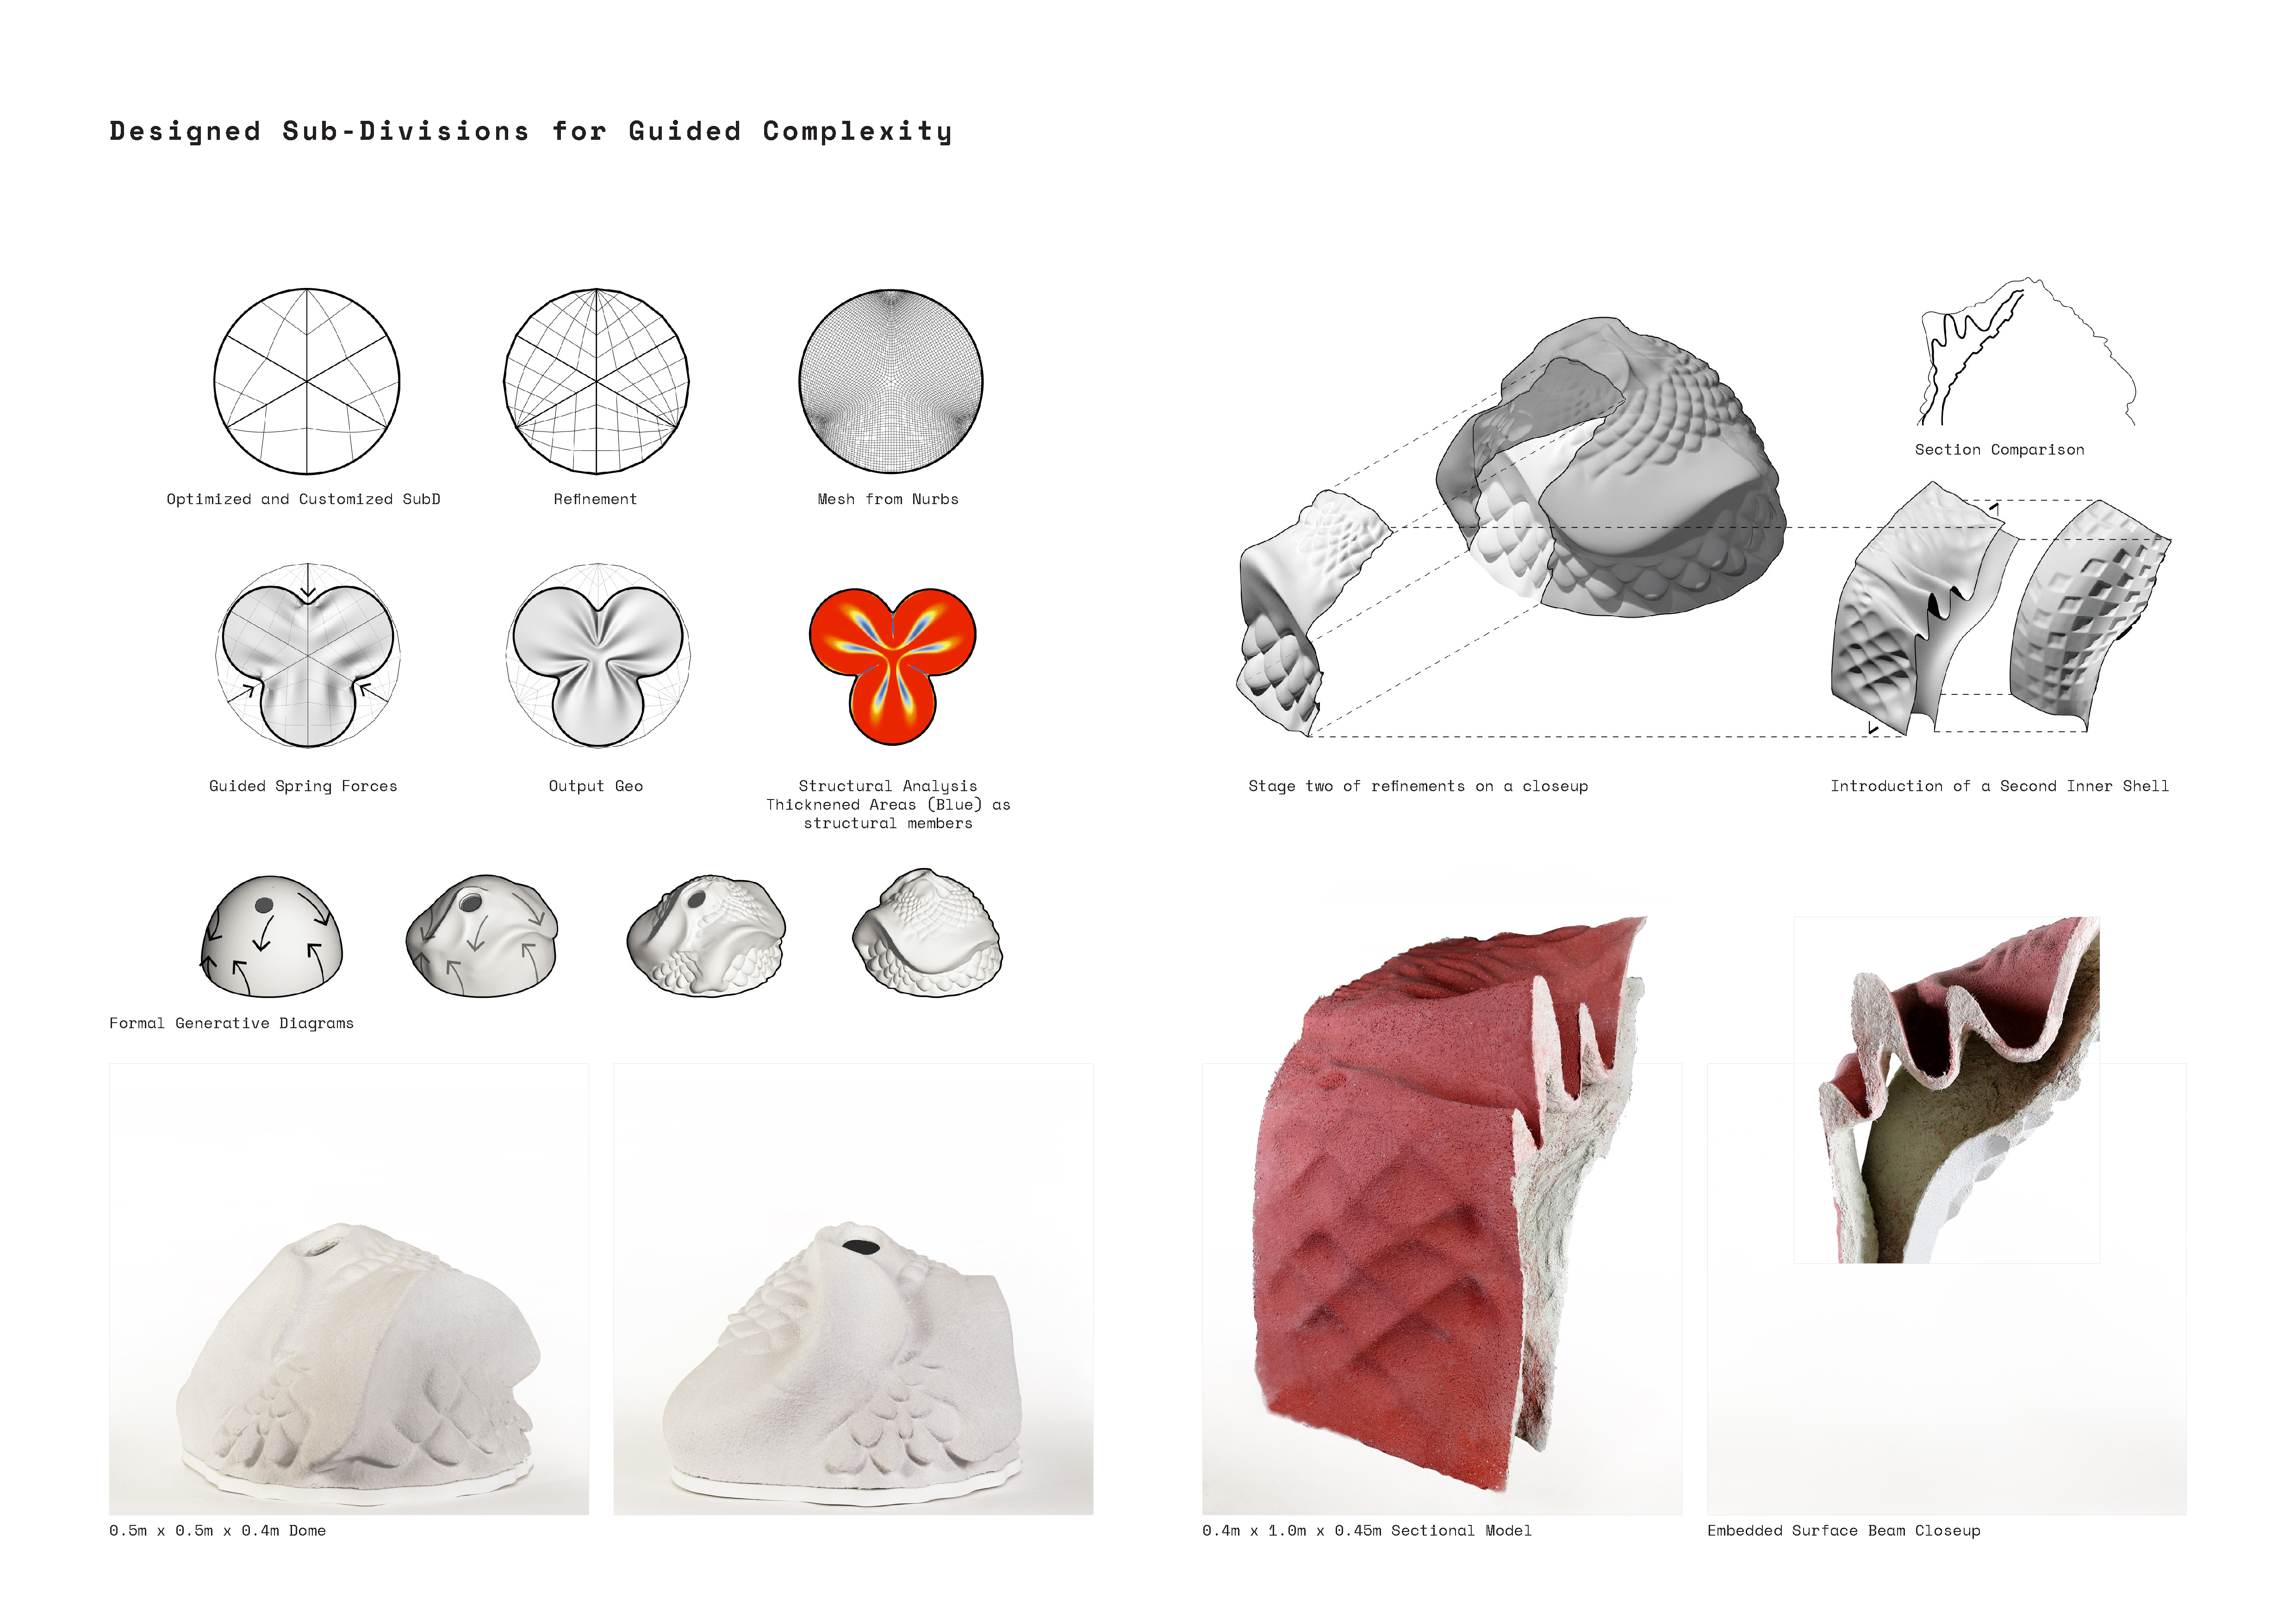 Designed Sub-Divisions for Guided Complexity
Optimized and Customized SubD
Refinement
Mesh from Nurbs
Guided Spring Forces
Output Geo
Structural Analysis
Thicknened Areas (Blue) as
structural members
Formal Generative Diagrams
0.5m x 0.5m x 0.4m Dome
Section Comparison
Stage two of refinements on a closeup
Introduction of a Second Inner Shell
0.4m x 1.0m x 0.45m Sectional Model
Embedded Surface Beam Closeup